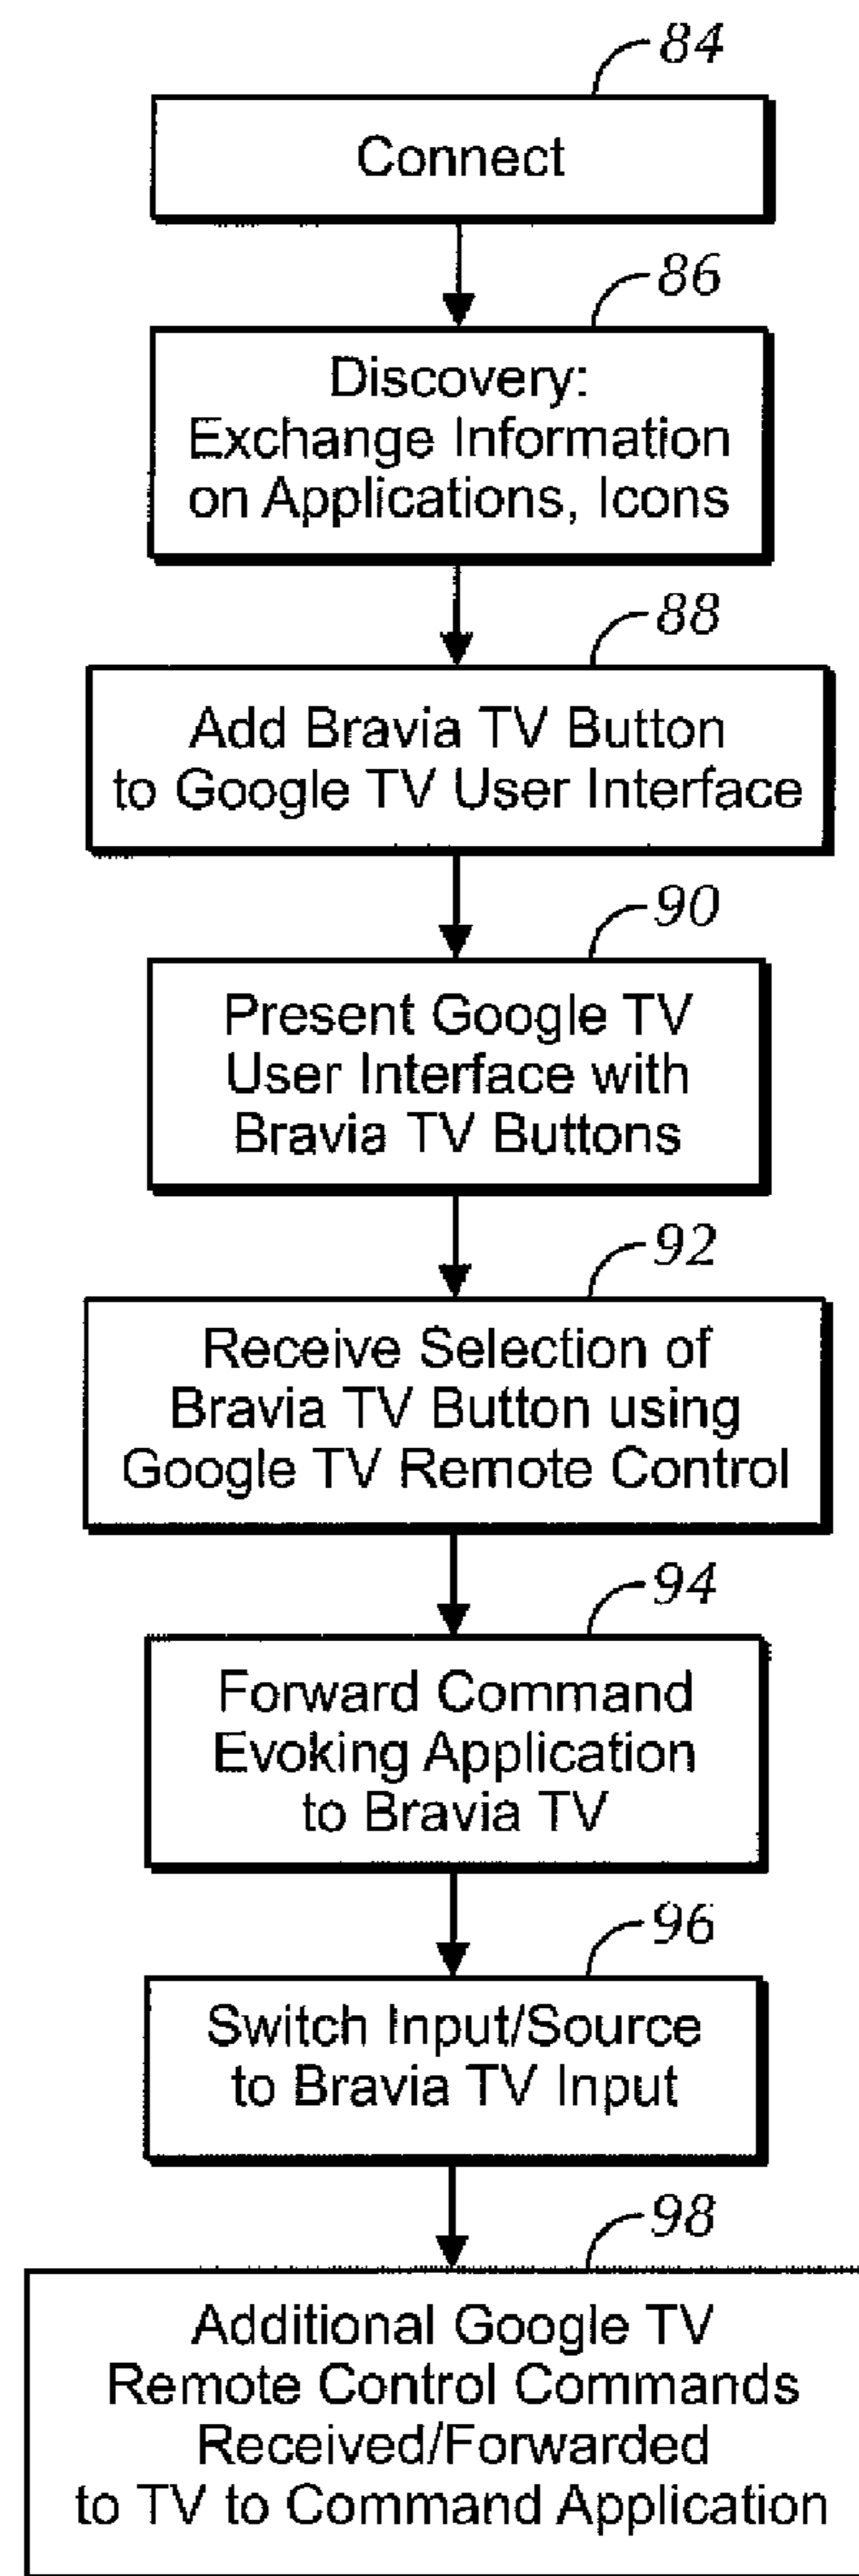 84
Connect
86
Discovery:
Exchange Information
on Applications, Icons
88
Add Bravia TV Button
to Google TV User Interface
90
Present Google TV
User Interface with
Bravia TV Buttons
92
Receive Selection of
Bravia TV Button using
Google TV Remote Control
94
Forward Command
Evoking Application
to Bravia TV
96
Switch Input/Source
to Bravia TV Input
98
Additional Google TV
Remote Control Commands
Received/Forwarded
to TV to Command Application